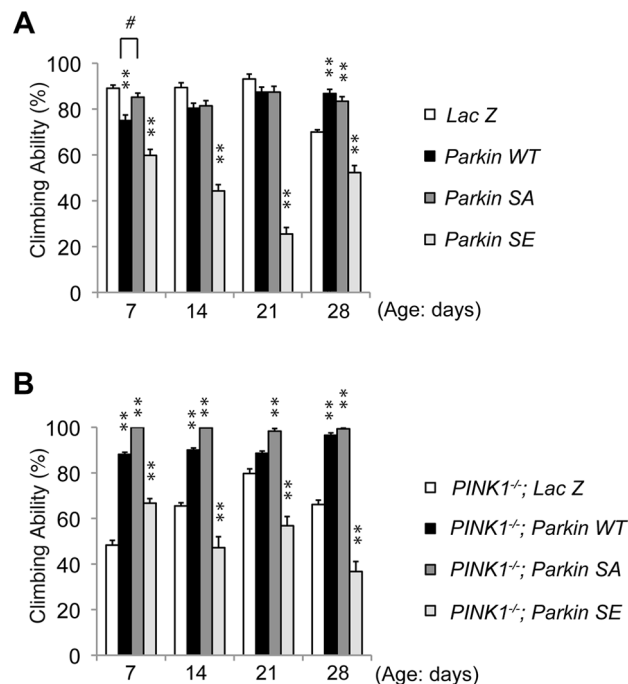 A
#
Climbing Ability (%)
100
80
60
40
20
0
** ** ** ** ** ** **
7 14 21 28 (Age: days)
Lac Z
Parkin WT
Parkin SA
Parkin SE
B
Climbing Ability (%)
100
80
60
40
20
0
** ** ** ** ** ** ** ** ** ** **
7 14 21 28 (Age: days)
PINK1-/-; Lac Z
PINK1-/-; Parkin WT
PINK1-/-; Parkin SA
PINK1-/-; Parkin SE